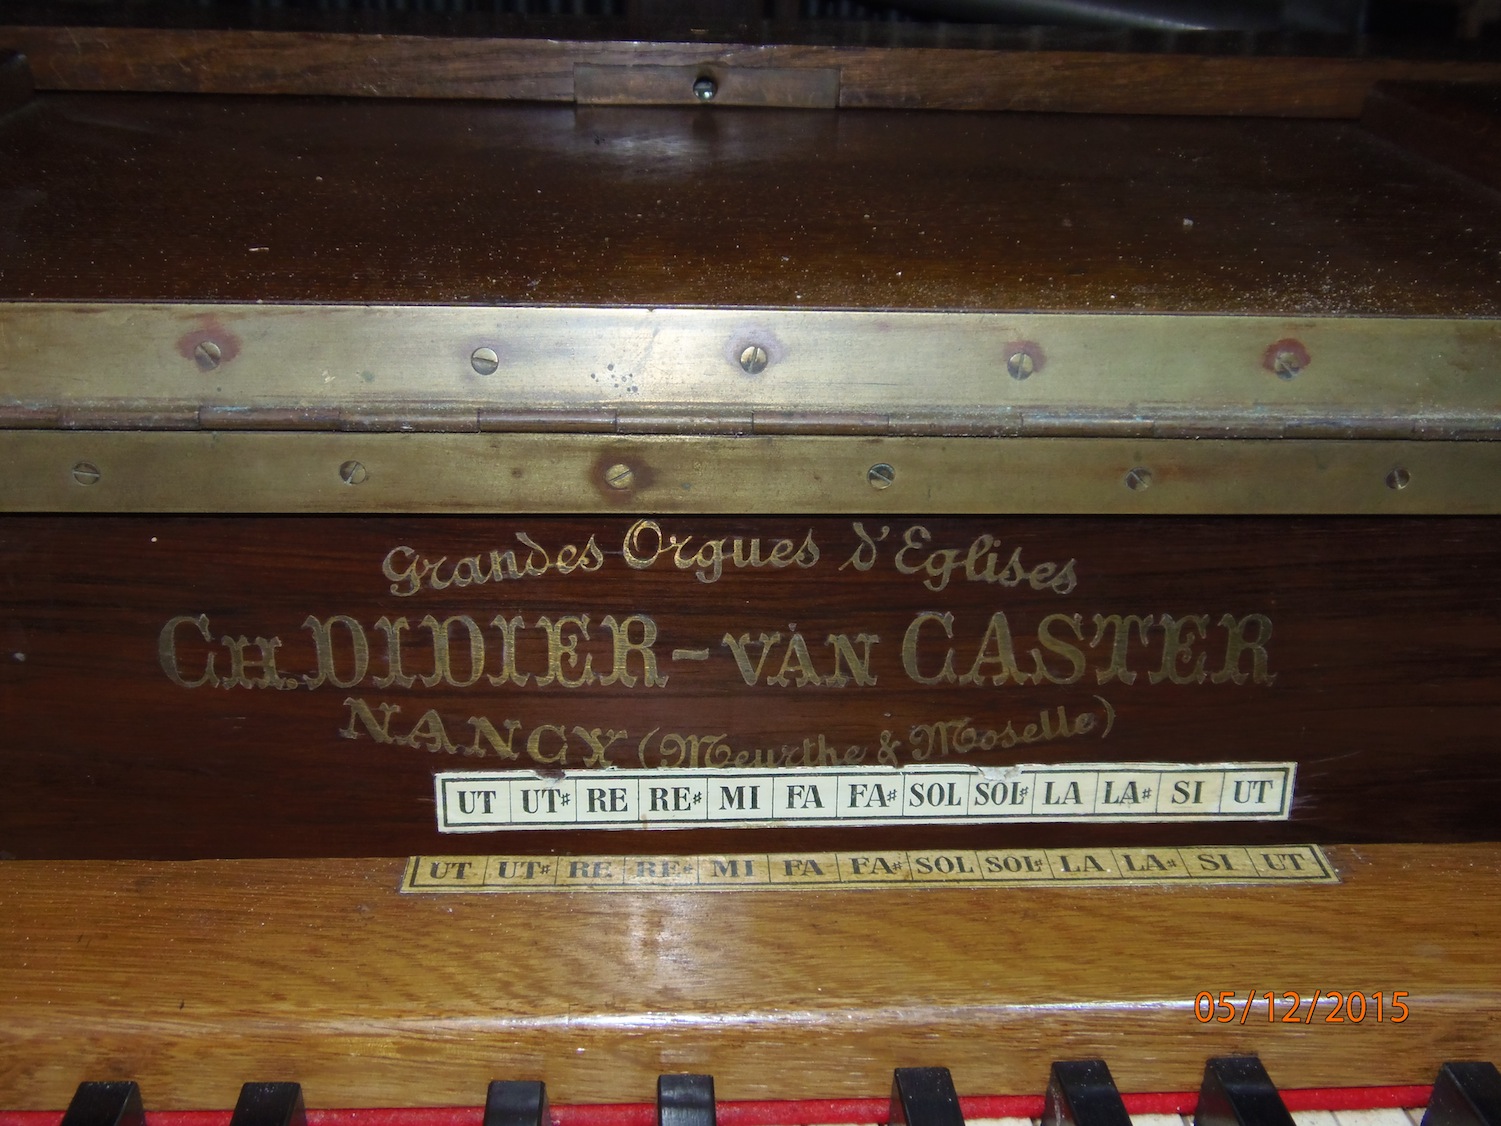 Grandes Orgues d'Eglises
CH. DIDIER - VAN CASTER
NANCY (Meurthe & Moselle)
UT UT# RE RE# MI FA FA# SOL SOL# LA LA# SI UT
UT UT# RE RE# MI FA FA# SOL SOL# LA LA# SI UT
05/12/2015